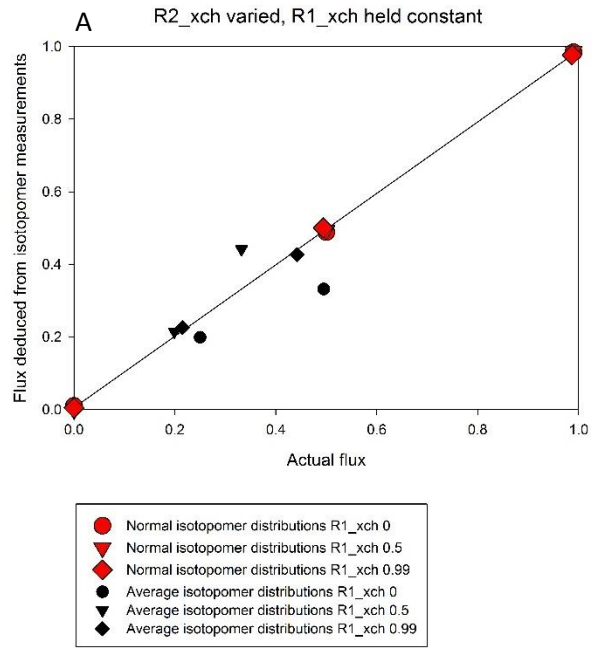 A
R2_xch varied, R1_xch held constant
Flux deduced from isotopomer measurements
1.0
0.8
0.6
0.4
0.2
0.0
0.0 0.2 0.4 0.6 0.8 1.0
Actual flux
Normal isotopomer distributions R1_xch 0
Normal isotopomer distributions R1_xch 0.5
Normal isotopomer distributions R1_xch 0.99
Average isotopomer distributions R1_xch 0
Average isotopomer distributions R1_xch 0.5
Average isotopomer distributions R1_xch 0.99